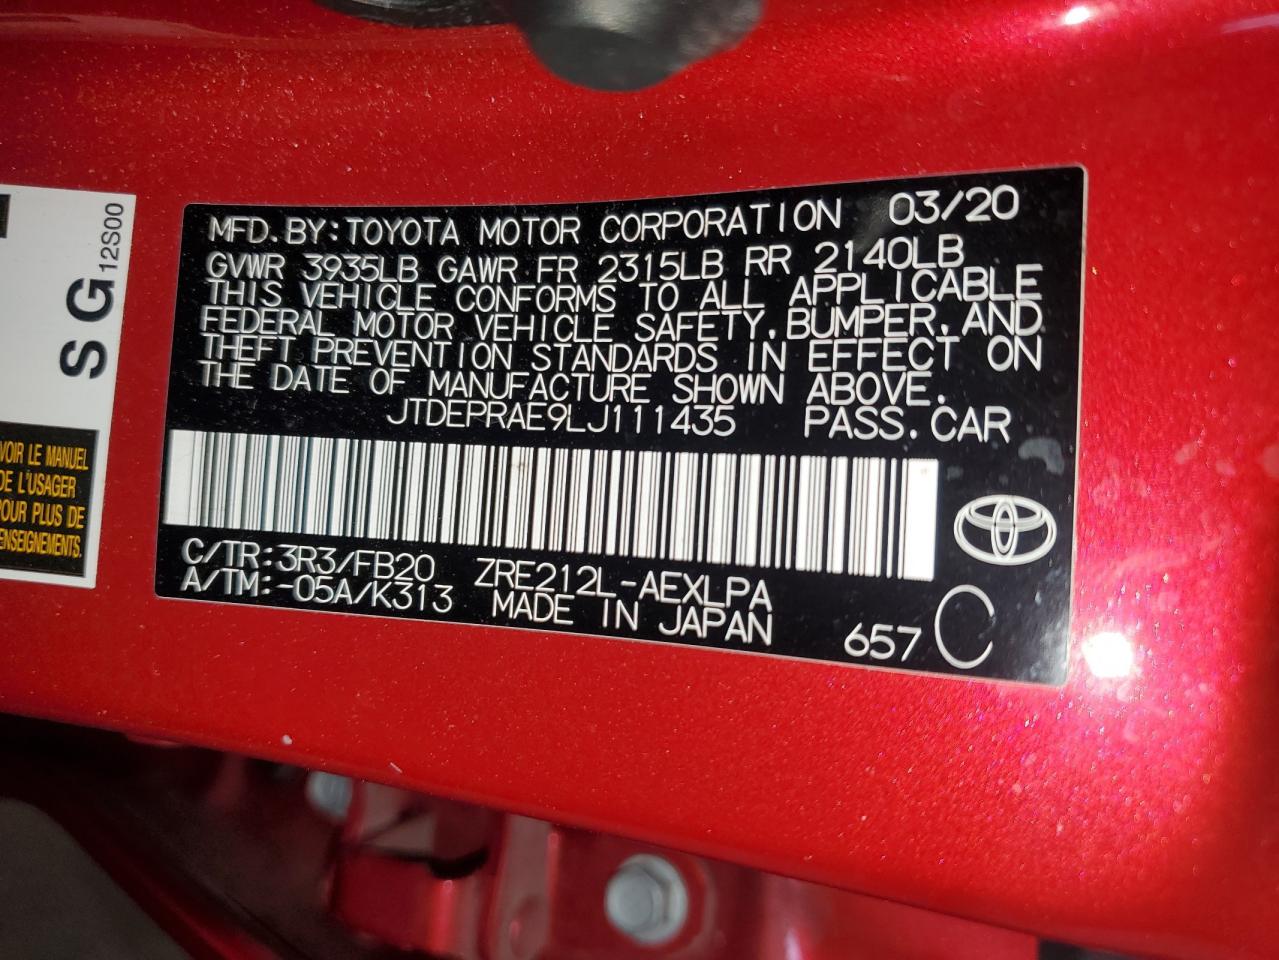 MFD.BY:TOYOTA MOTOR CORPORATION 03/20
GVWR 3935LB GAWR FR 2315LB RR 2140LB
THIS VEHICLE CONFORMS TO ALL APPLICABLE
FEDERAL MOTOR VEHICLE SAFETY,BUMPER,AND
THEFT PREVENTION STANDARDS IN EFFECT ON
THE DATE OF MANUFACTURE SHOWN ABOVE.
JTDEPRAE9LJ111435 PASS.CAR
C/TR:3R3/FB20 ZRE212L-AEXLPA
A/TM:-05A/K313 MADE IN JAPAN 657 C
S G 12S00
VOIR LE MANUEL
DE L'USAGER
POUR PLUS DE
RENSEIGNEMENTS.